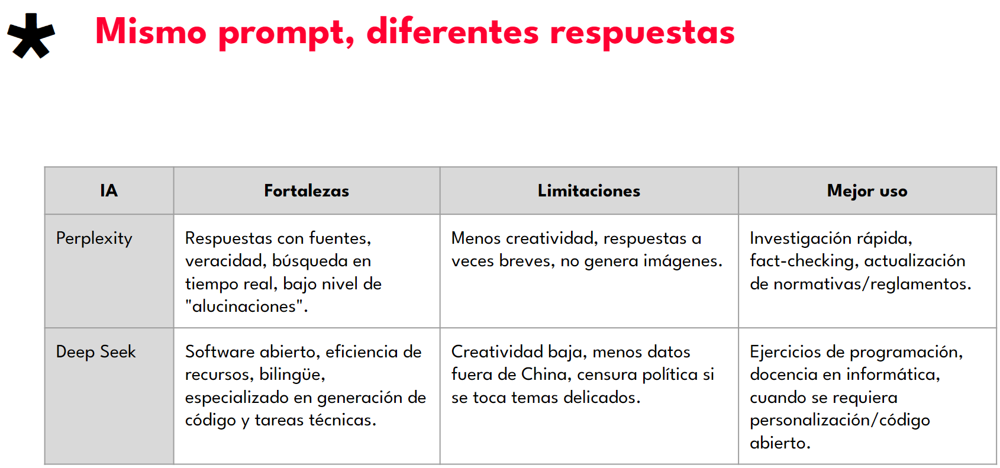 Mismo prompt, diferentes respuestas
IA
Fortalezas
Limitaciones
Mejor uso
Perplexity
Respuestas con fuentes,
veracidad, búsqueda en
tiempo real, bajo nivel de
"alucinaciones".
Menos creatividad, respuestas a
veces breves, no genera imágenes.
Investigación rápida,
fact-checking, actualización
de normativas/reglamentos.
Deep Seek
Software abierto, eficiencia de
recursos, bilingüe,
especializado en generación de
código y tareas técnicas.
Creatividad baja, menos datos
fuera de China, censura política si
se toca temas delicados.
Ejercicios de programación,
docencia en informática,
cuando se requiera
personalización/código
abierto.